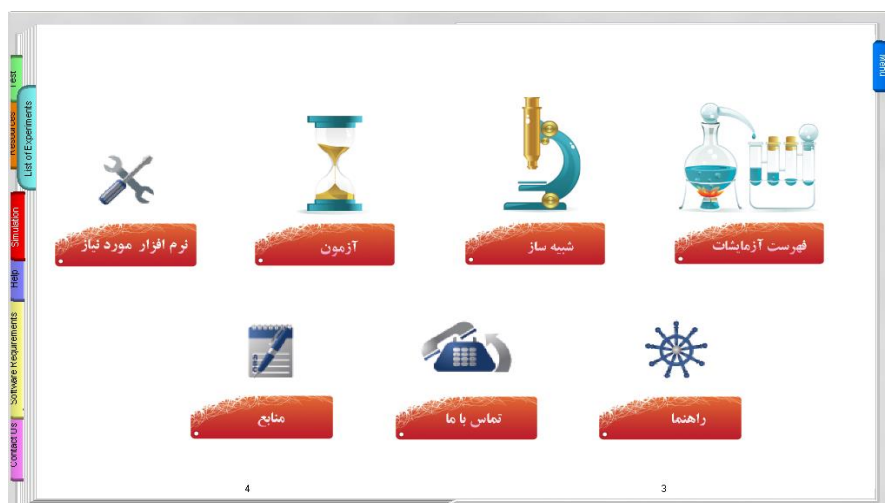 فهرست آزمایشات
شبیه ساز
آزمون
نرم افزار مورد نیاز
راهنما
تماس با ما
منابع
3
4
Menu
Test
Resources
List of Experiments
Simulation
Help
Software Requirements
Contact Us